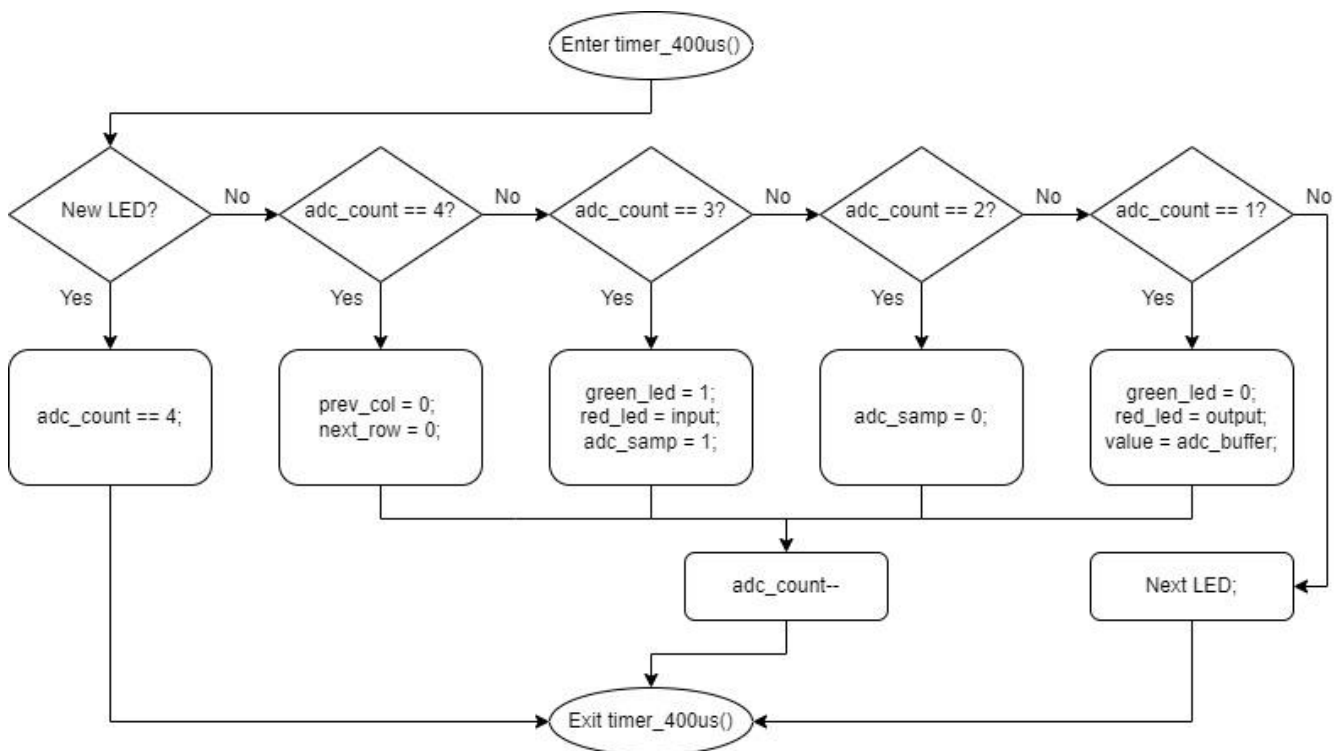 Enter timer_400us()
New LED?
No
adc_count == 4?
No
adc_count == 3?
No
adc_count == 2?
No
adc_count == 1?
No
Yes
Yes
Yes
Yes
Yes
adc_count == 4;
prev_col = 0;
next_row = 0;
green_led = 1;
red_led = input;
adc_samp = 1;
adc_samp = 0;
green_led = 0;
red_led = output;
value = adc_buffer;
adc_count--
Next LED;
Exit timer_400us()